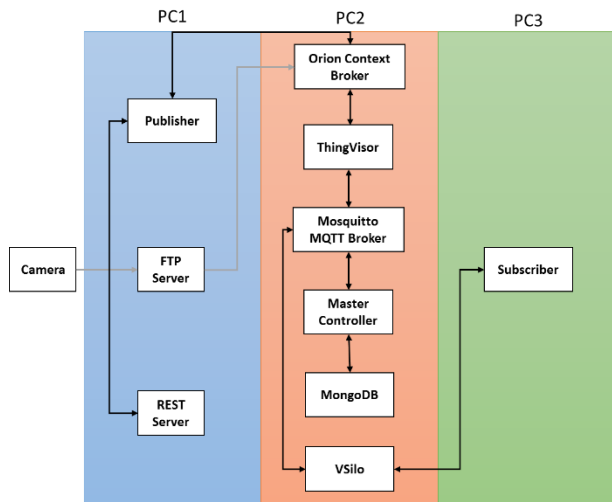 PC1
PC2
PC3
Orion Context
Broker
Publisher
ThingVisor
Mosquitto
MQTT Broker
Camera
FTP
Server
Subscriber
Master
Controller
MongoDB
REST
Server
VSilo